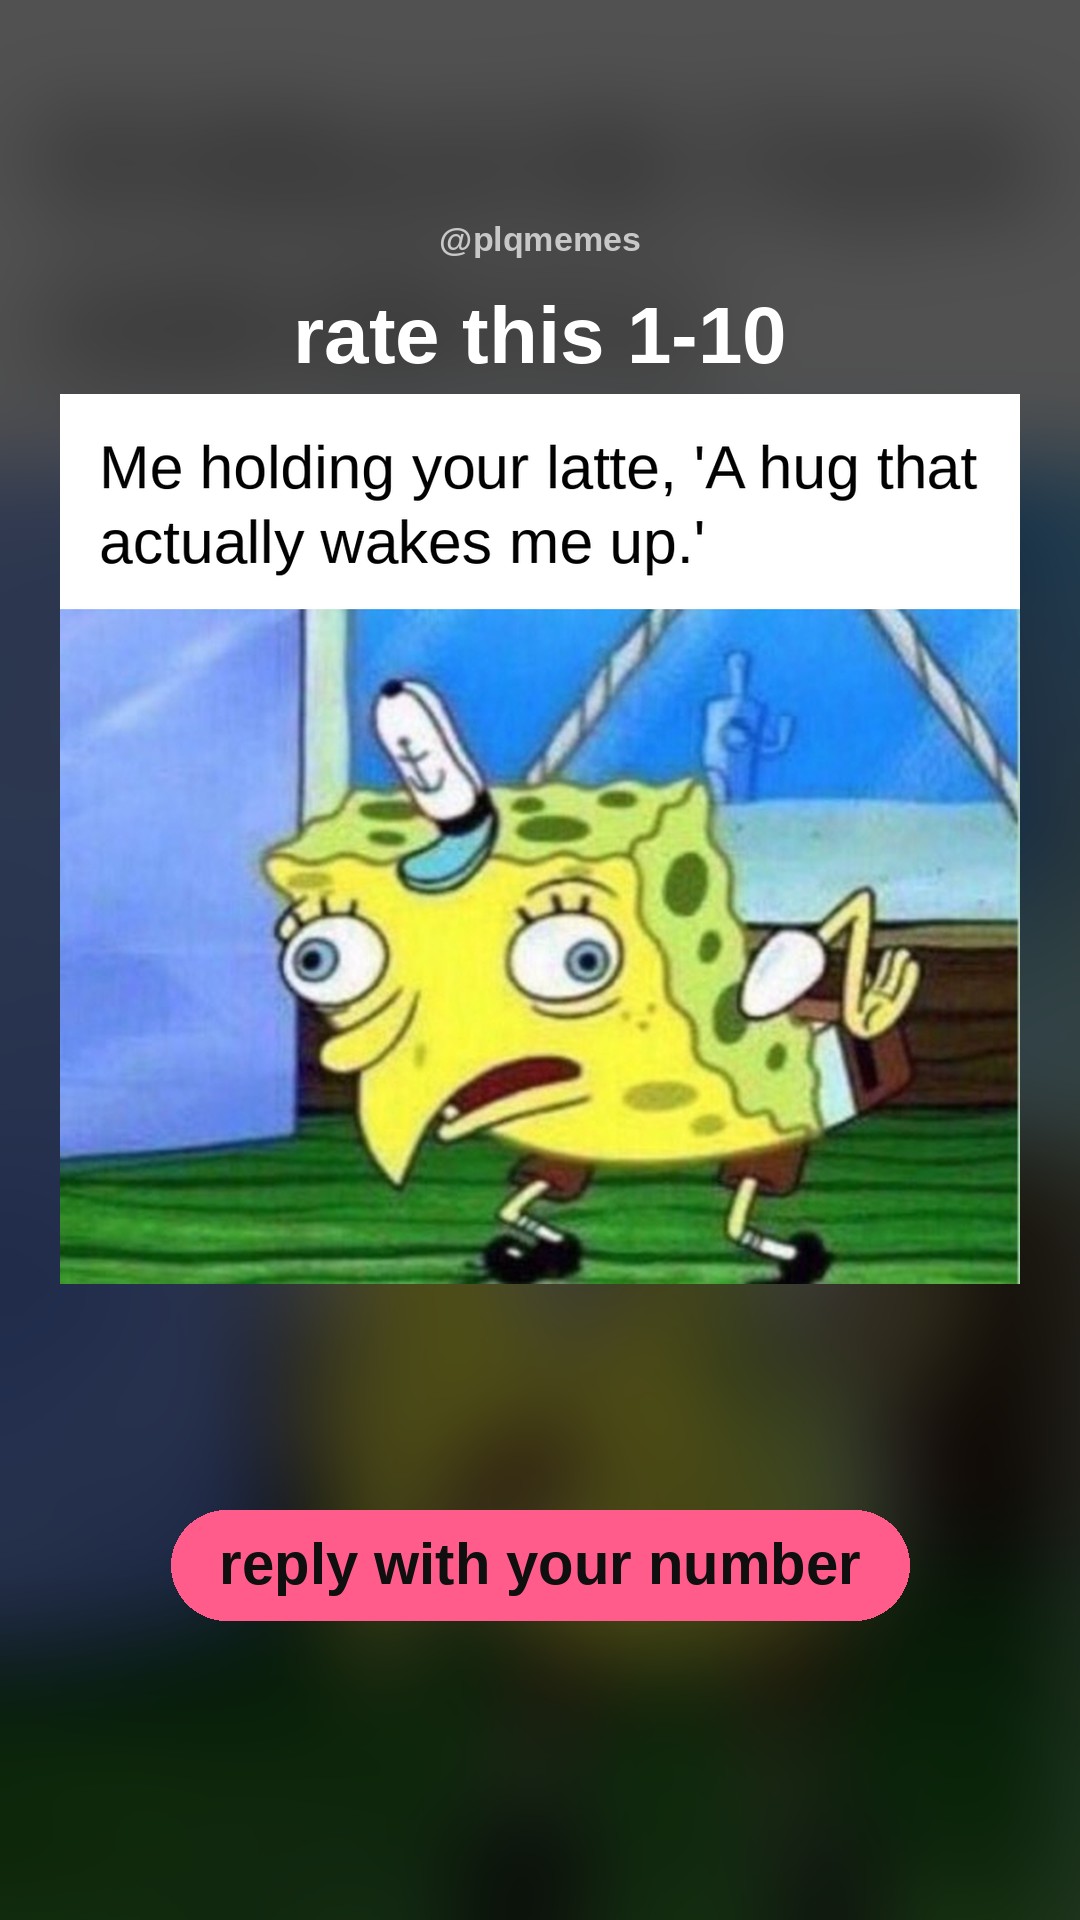 @plqmemes
rate this 1-10
Me holding your latte, 'A hug that
actually wakes me up.'
reply with your number